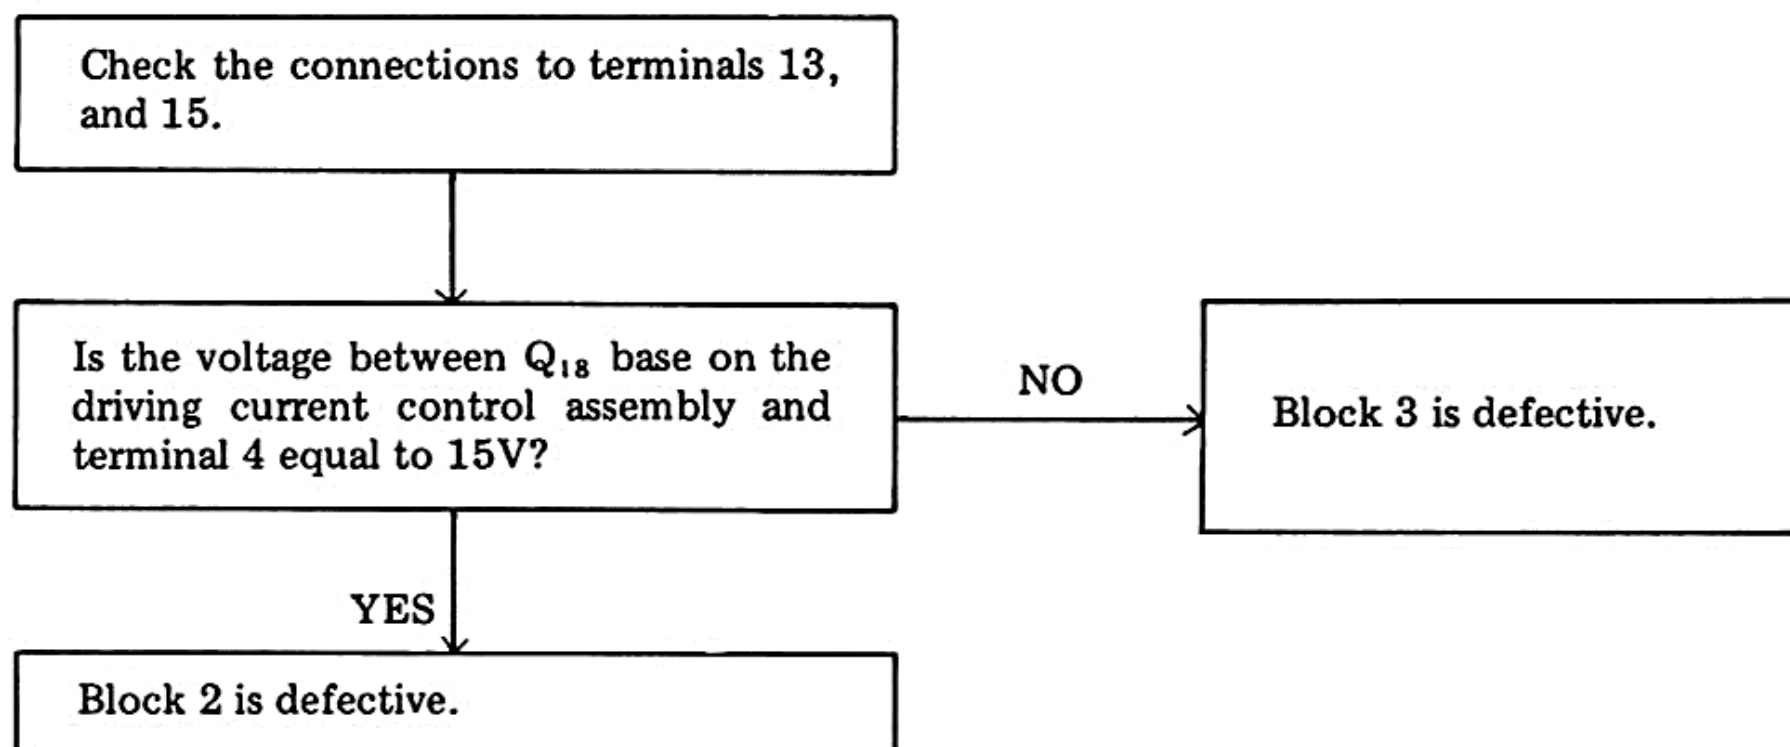 Check the connections to terminals 13,
and 15.
Is the voltage between Q₁₈ base on the
driving current control assembly and
terminal 4 equal to 15V?
NO
Block 3 is defective.
YES
Block 2 is defective.